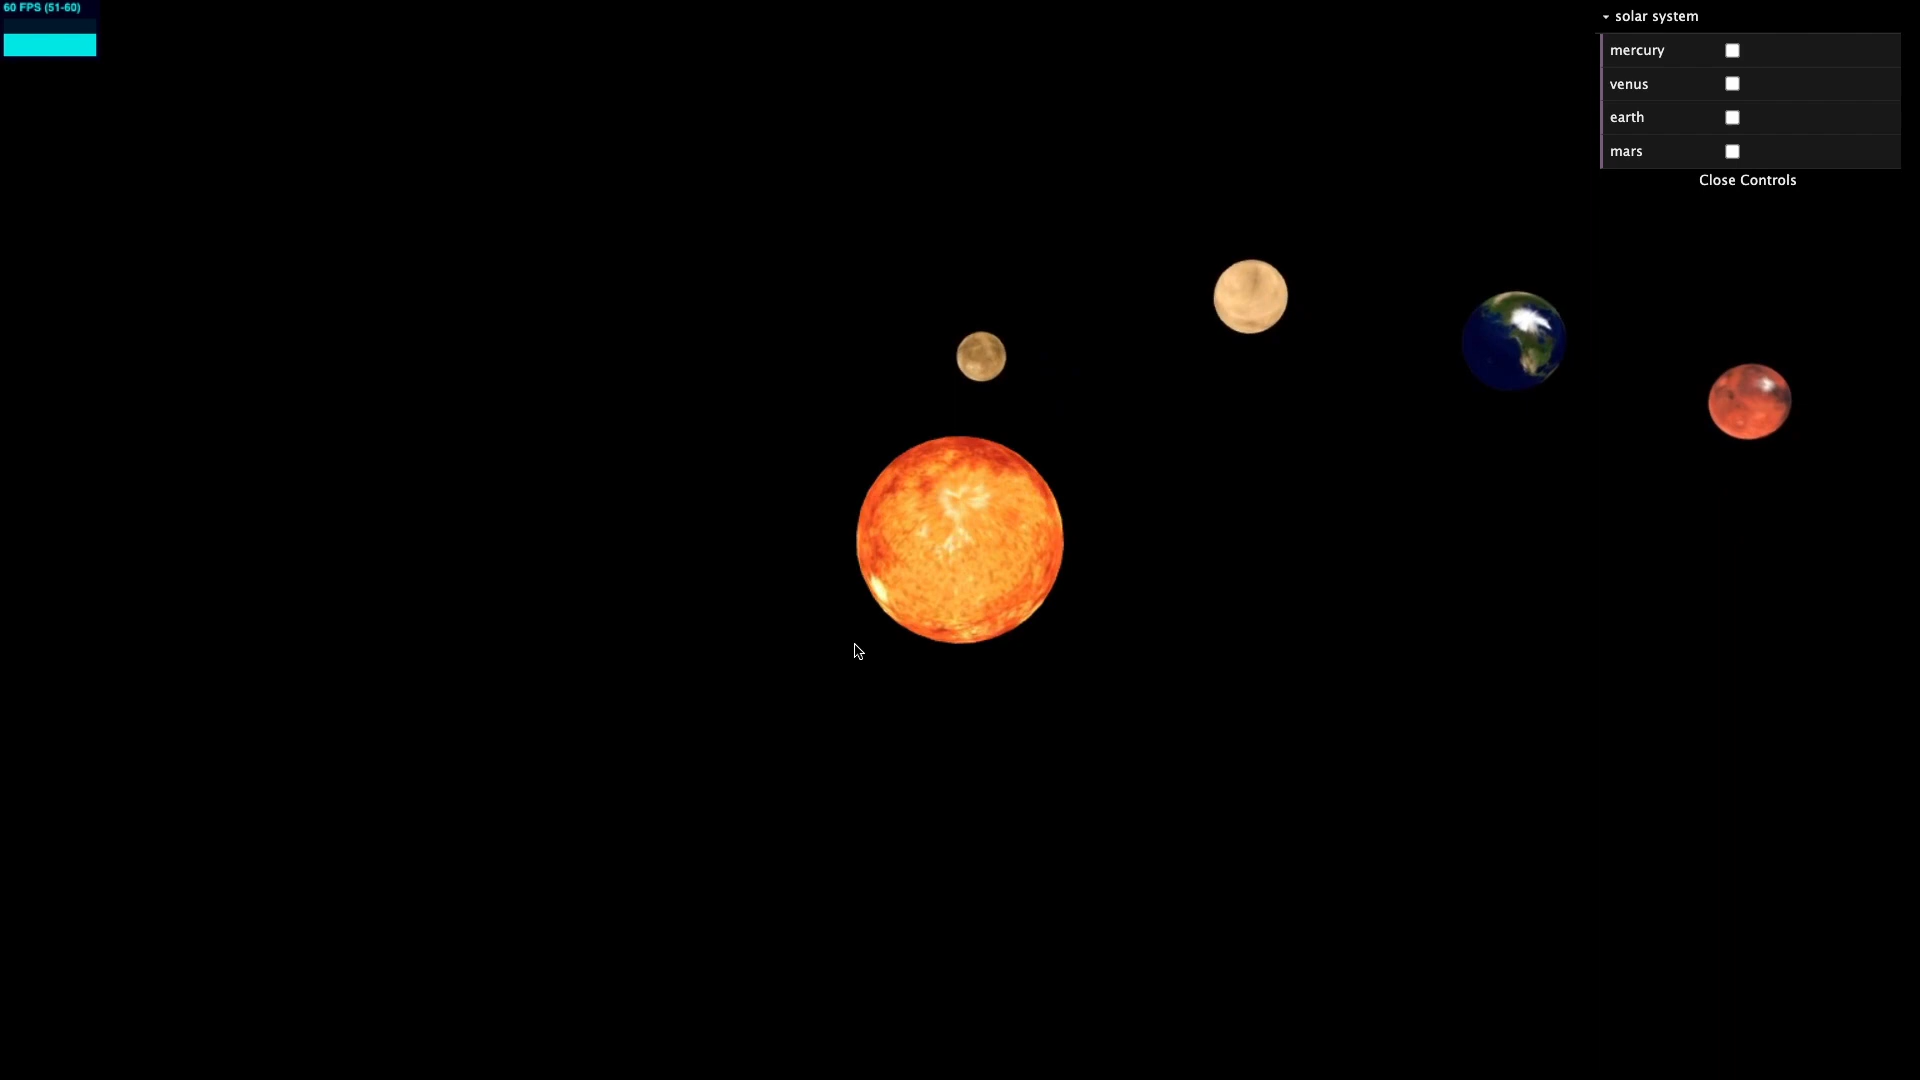 60 FPS (51-60)
solar system
mercury
venus
earth
mars
Close Controls